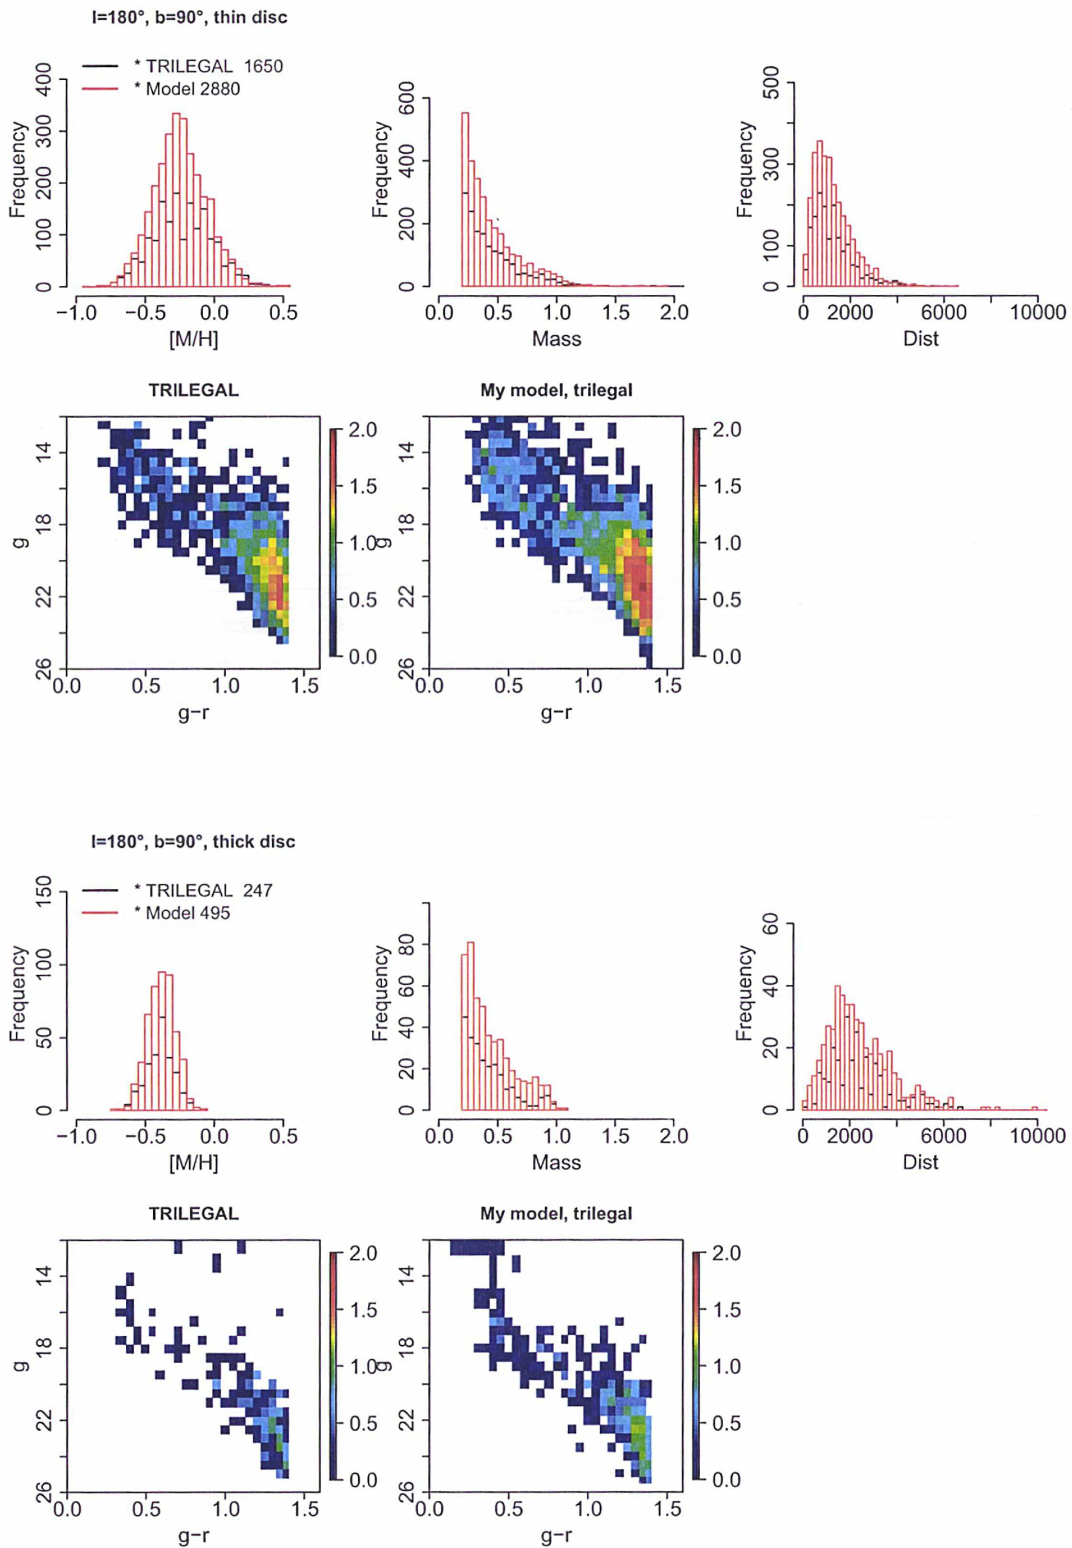 l=180°, b=90°, thin disc
* TRILEGAL 1650
* Model 2880
Frequency
0 100 200 300 400
−1.0 −0.5 0.0 0.5
[M/H]
Frequency
0 200 400 600
0.0 0.5 1.0 1.5 2.0
Mass
Frequency
0 100 300 500
0 2000 6000 10000
Dist
TRILEGAL
g
14 18 22 26
0.0 0.5 1.0 1.5
g−r
0.0 0.5 1.0 1.5 2.0
My model, trilegal
g
14 18 22 26
0.0 0.5 1.0 1.5
g−r
0.0 0.5 1.0 1.5 2.0
l=180°, b=90°, thick disc
* TRILEGAL 247
* Model 495
Frequency
0 50 100 150
−1.0 −0.5 0.0 0.5
[M/H]
Frequency
0 20 40 60 80
0.0 0.5 1.0 1.5 2.0
Mass
Frequency
0 20 40 60
0 2000 6000 10000
Dist
TRILEGAL
g
14 18 22 26
0.0 0.5 1.0 1.5
g−r
0.0 0.5 1.0 1.5 2.0
My model, trilegal
g
14 18 22 26
0.0 0.5 1.0 1.5
g−r
0.0 0.5 1.0 1.5 2.0